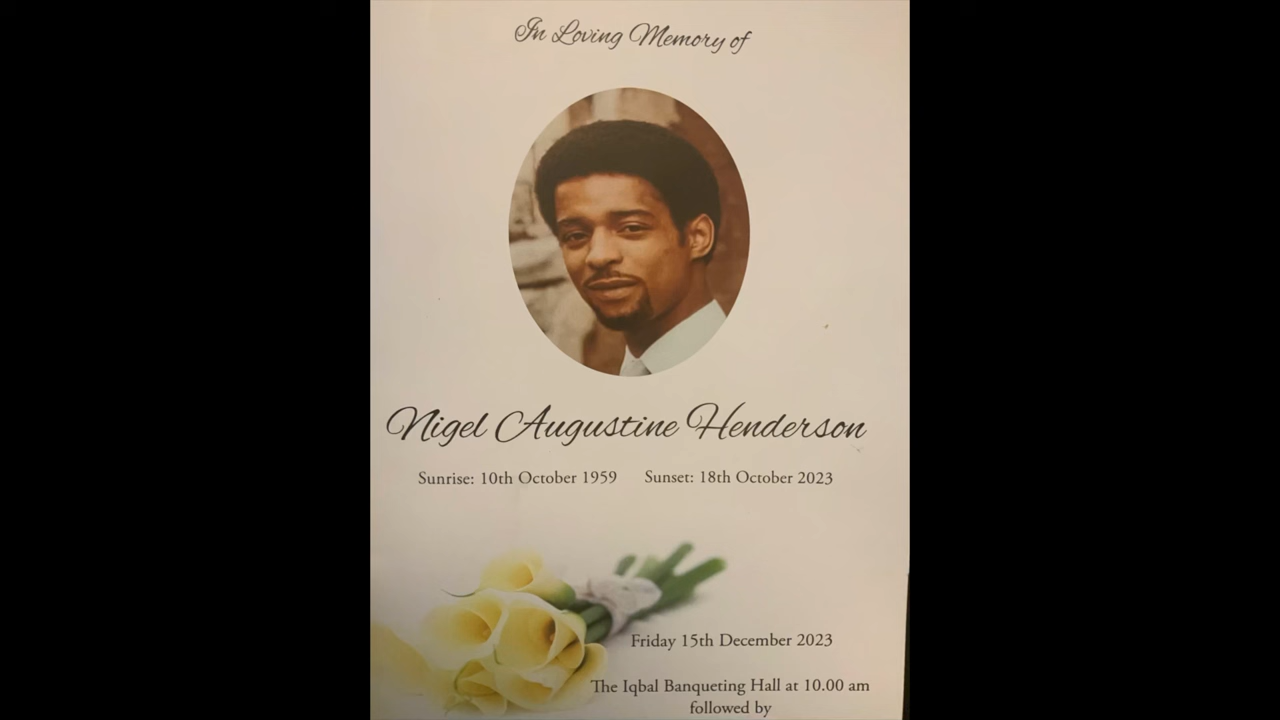 In Loving Memory of
Nigel Augustine Henderson
Sunrise: 10th October 1959 Sunset: 18th October 2023
Friday 15th December 2023
The Iqbal Banqueting Hall at 10.00 am
followed by